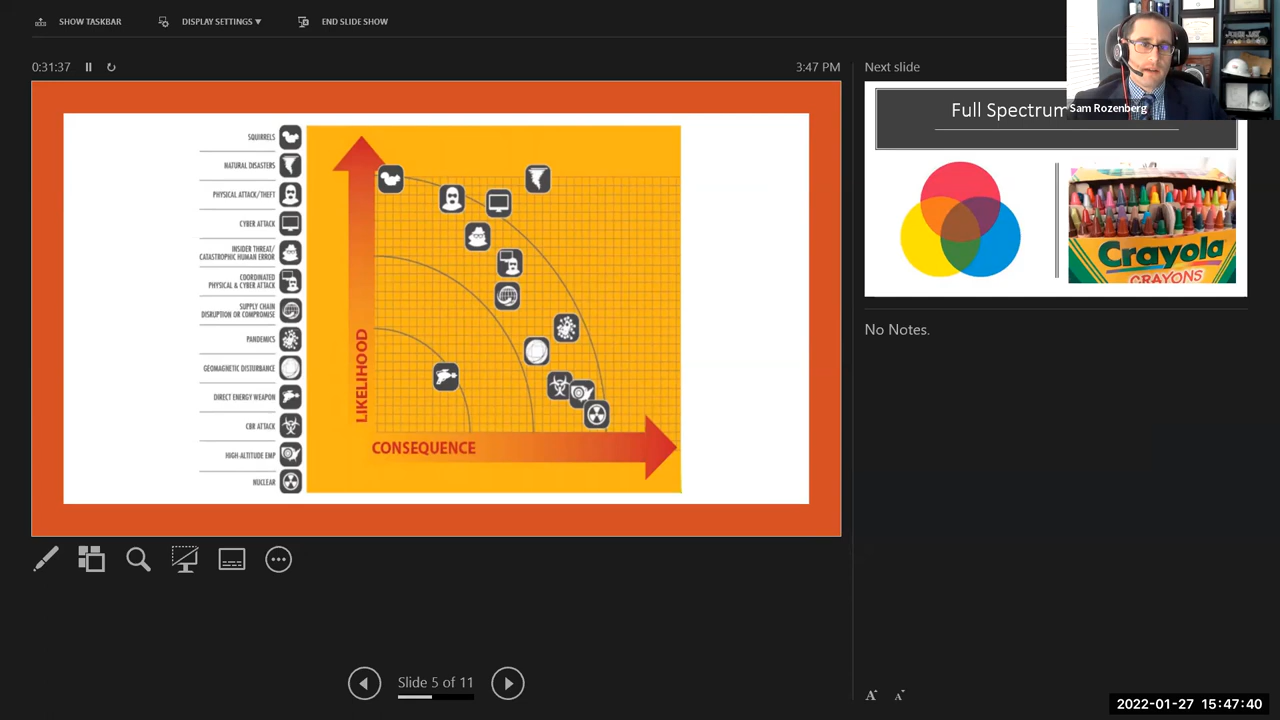 SHOW TASKBAR
DISPLAY SETTINGS
END SLIDE SHOW
0:31:37
3:47 PM
SQUIRRELS
NATURAL DISASTERS
PHYSICAL ATTACK/THEFT
CYBER ATTACK
INSIDER THREAT/
CATASTROPHIC HUMAN ERROR
COORDINATED
PHYSICAL & CYBER ATTACK
SUPPLY CHAIN
DISRUPTION OR COMPROMISE
PANDEMICS
GEOMAGNETIC DISTURBANCE
DIRECT ENERGY WEAPON
CBR ATTACK
HIGH-ALTITUDE EMP
NUCLEAR
LIKELIHOOD
CONSEQUENCE
Slide 5 of 11
Next slide
Full Spectrum
Sam Rozenberg
JOHN JAY
Crayola
CRAYONS
No Notes.
A
A
2022-01-27 15:47:40